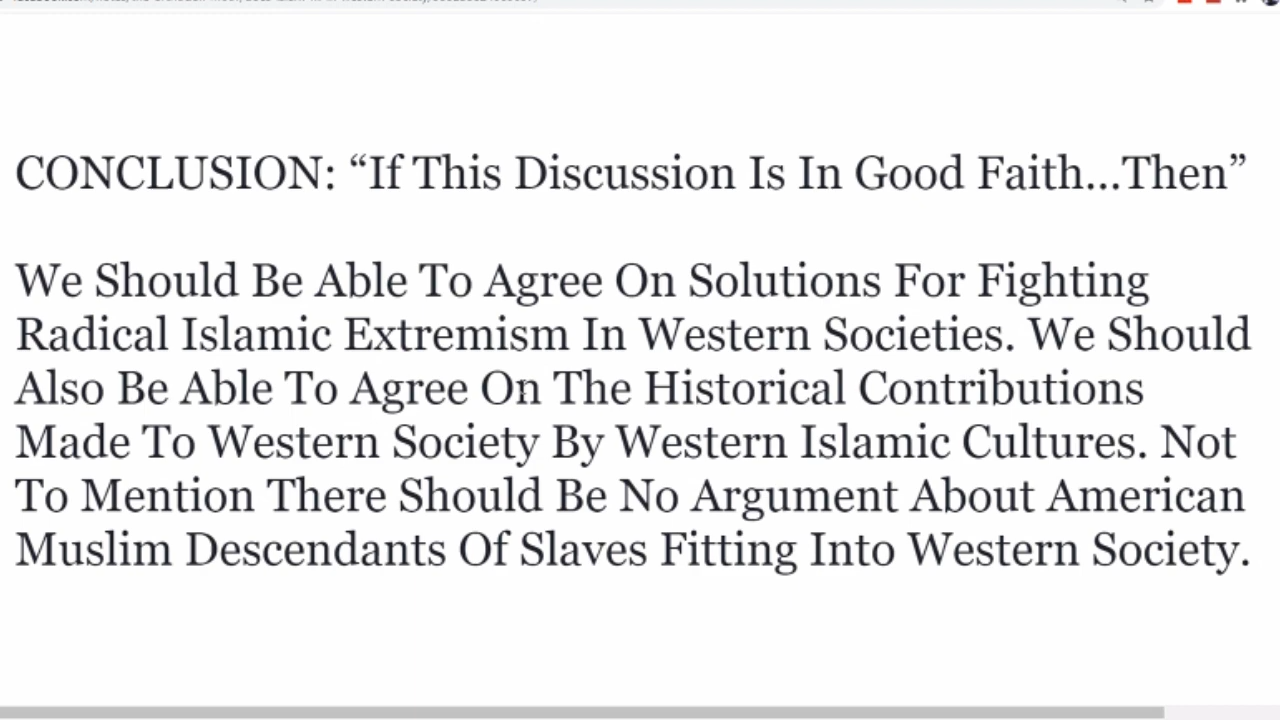 CONCLUSION: “If This Discussion Is In Good Faith...Then”
We Should Be Able To Agree On Solutions For Fighting
Radical Islamic Extremism In Western Societies. We Should
Also Be Able To Agree On The Historical Contributions
Made To Western Society By Western Islamic Cultures. Not
To Mention There Should Be No Argument About American
Muslim Descendants Of Slaves Fitting Into Western Society.